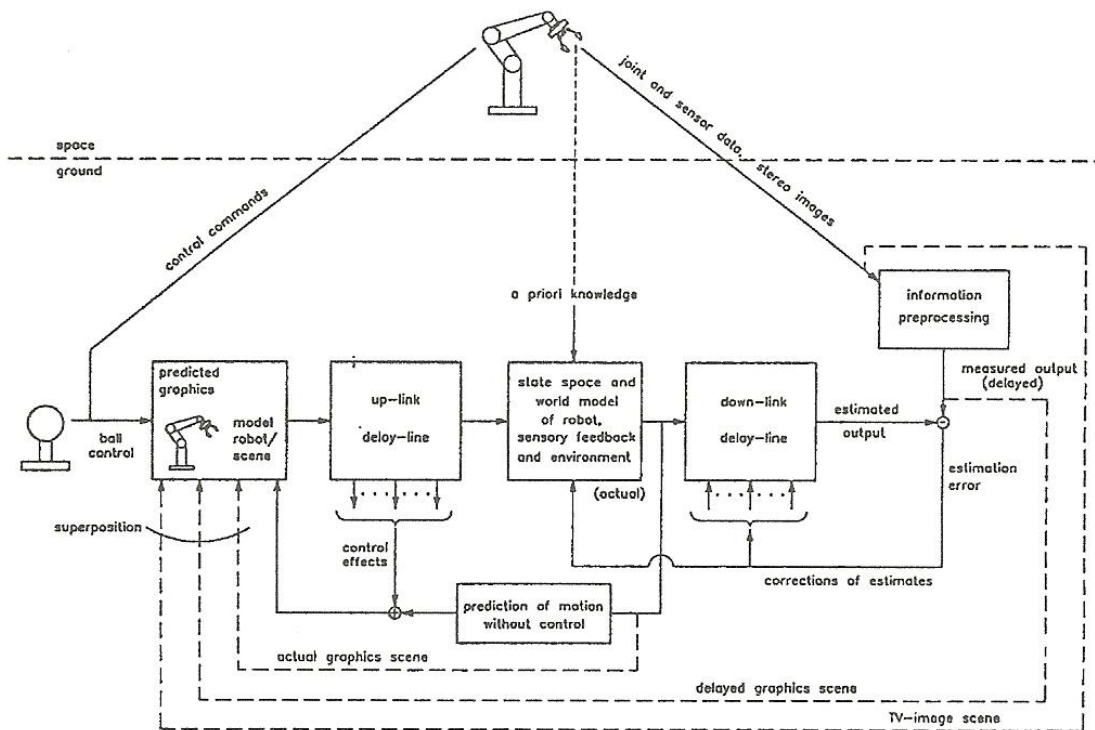 joint and sensor data, stereo images
space
ground
control commands
a priori knowledge
information
preprocessing
measured output
(delayed)
predicted
graphics
model
robot/
scene
ball
control
up-link
delay-line
state space and
world model
of robot,
sensory feedback
and environment
(actual)
down-link
delay-line
estimated
output
estimation
error
superposition
control
effects
corrections of estimates
prediction of motion
without control
actual graphics scene
delayed graphics scene
TV-image scene